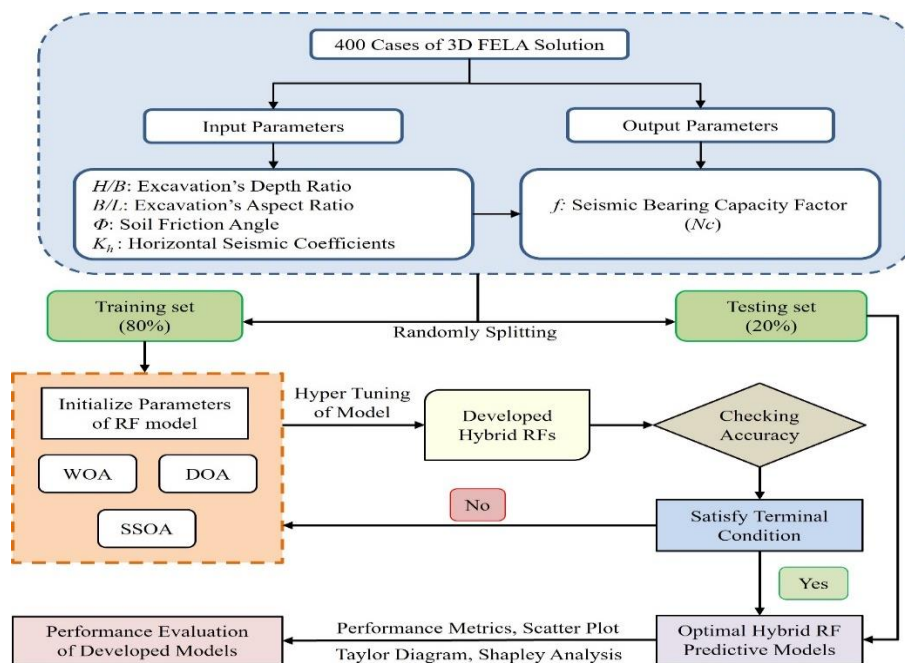 400 Cases of 3D FELA Solution
Input Parameters
Output Parameters
H/B: Excavation's Depth Ratio
B/L: Excavation's Aspect Ratio
Φ: Soil Friction Angle
K_h: Horizontal Seismic Coefficients
f: Seismic Bearing Capacity Factor
(Nc)
Training set
(80%)
Randomly Splitting
Testing set
(20%)
Initialize Parameters
of RF model
WOA
DOA
SSOA
Hyper Tuning
of Model
Developed
Hybrid RFs
Checking
Accuracy
No
Satisfy Terminal
Condition
Yes
Performance Evaluation
of Developed Models
Performance Metrics, Scatter Plot
Taylor Diagram, Shapley Analysis
Optimal Hybrid RF
Predictive Models